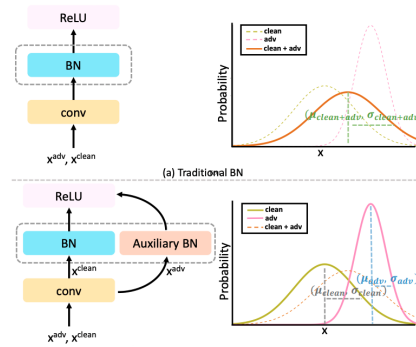 ReLU
BN
conv
x^adv, x^clean
clean
adv
clean + adv
Probability
(μ_clean+adv, σ_clean+adv
x
(a) Traditional BN
ReLU
BN
Auxiliary BN
x^clean
x^adv
conv
x^adv, x^clean
clean
adv
clean + adv
Probability
(μ_adv, σ_adv)
(μ_clean, σ_clean)
x